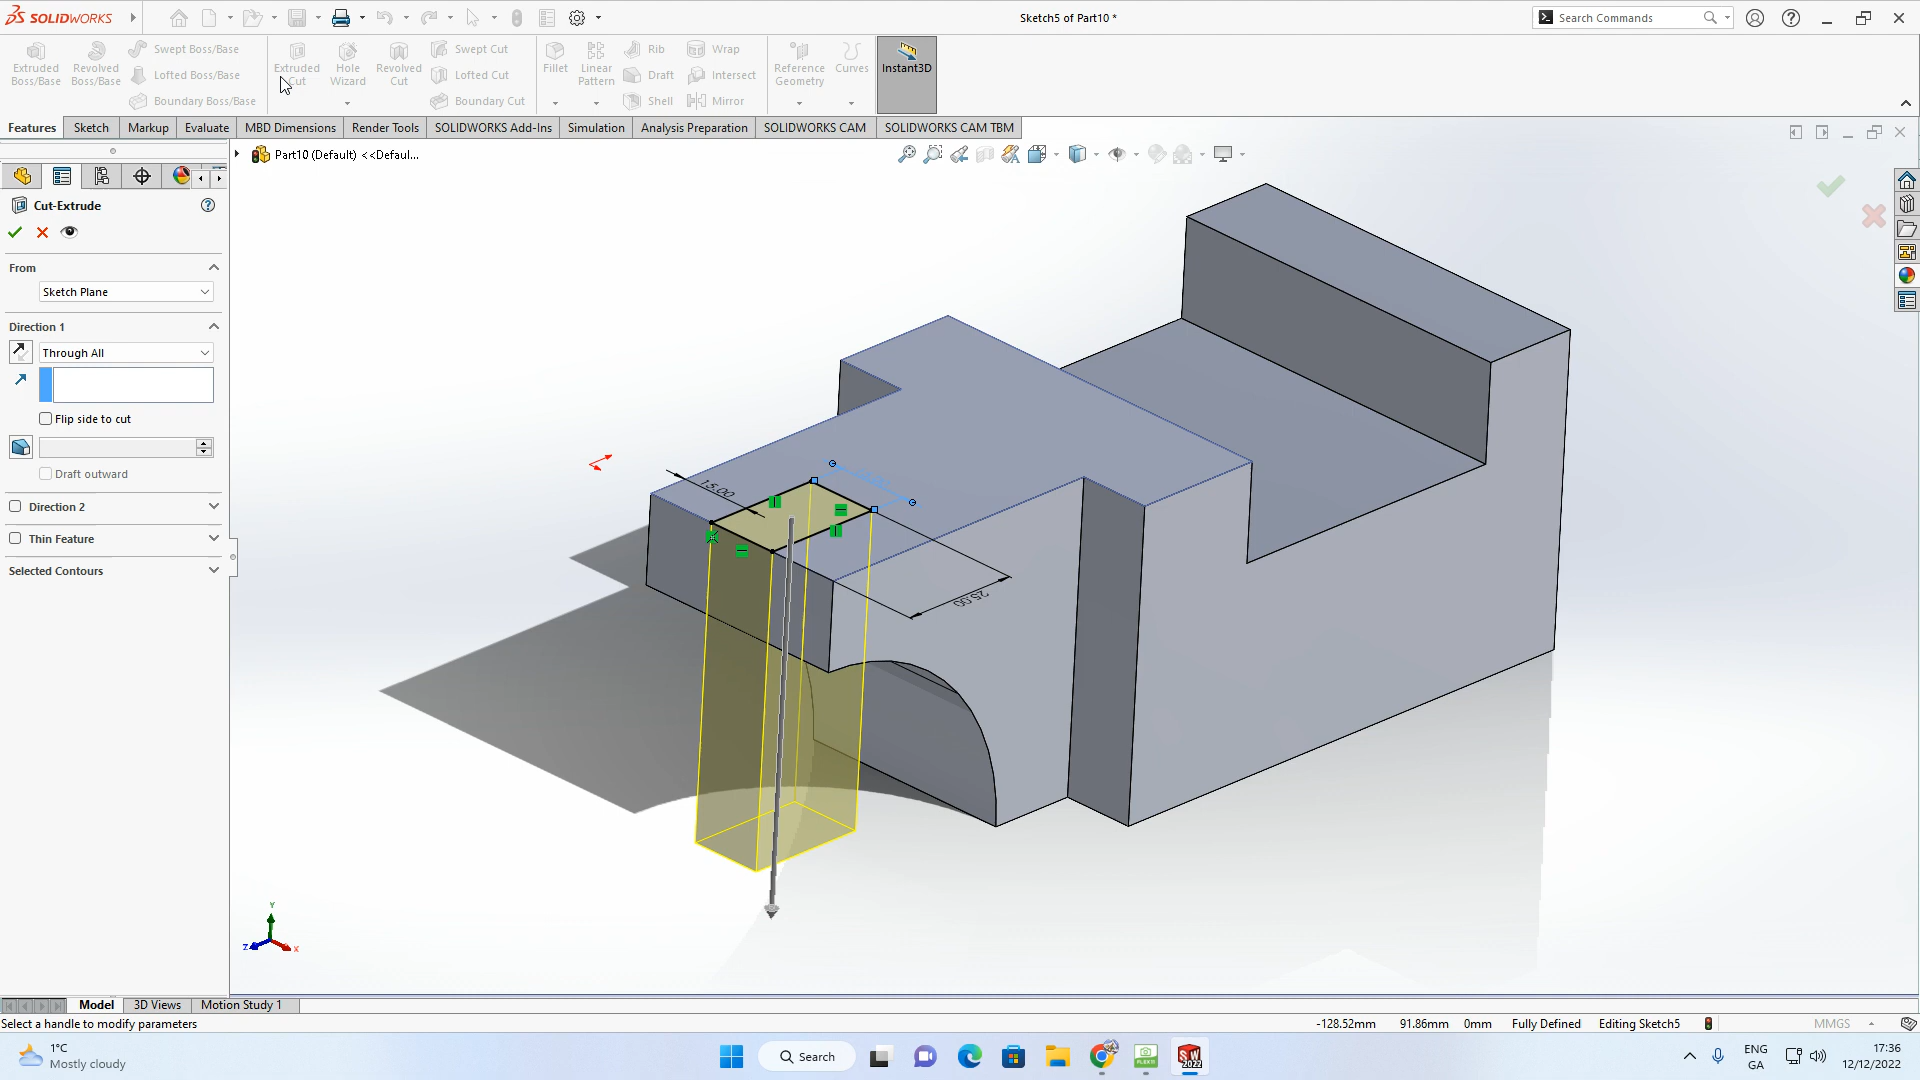 SOLIDWORKS
Sketch5 of Part10 *
Search Commands
Extruded Boss/Base
Revolved Boss/Base
Swept Boss/Base
Lofted Boss/Base
Boundary Boss/Base
Extruded Cut
Hole Wizard
Revolved Cut
Swept Cut
Lofted Cut
Boundary Cut
Fillet
Linear Pattern
Rib
Draft
Shell
Wrap
Intersect
Mirror
Reference Geometry
Curves
Instant3D
Features
Sketch
Markup
Evaluate
MBD Dimensions
Render Tools
SOLIDWORKS Add-Ins
Simulation
Analysis Preparation
SOLIDWORKS CAM
SOLIDWORKS CAM TBM
Part10 (Default) <<Defaul...
Cut-Extrude
From
Sketch Plane
Direction 1
Through All
Flip side to cut
Draft outward
Direction 2
Thin Feature
Selected Contours
15.00
25.00
Y
Z
X
Model
3D Views
Motion Study 1
Select a handle to modify parameters
-128.52mm
91.86mm
0mm
Fully Defined
Editing Sketch5
MMGS
1°C
Mostly cloudy
Search
SW
2022
ENG
GA
17:36
12/12/2022